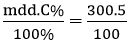 mdd.C% / 100% = 300.5 / 100